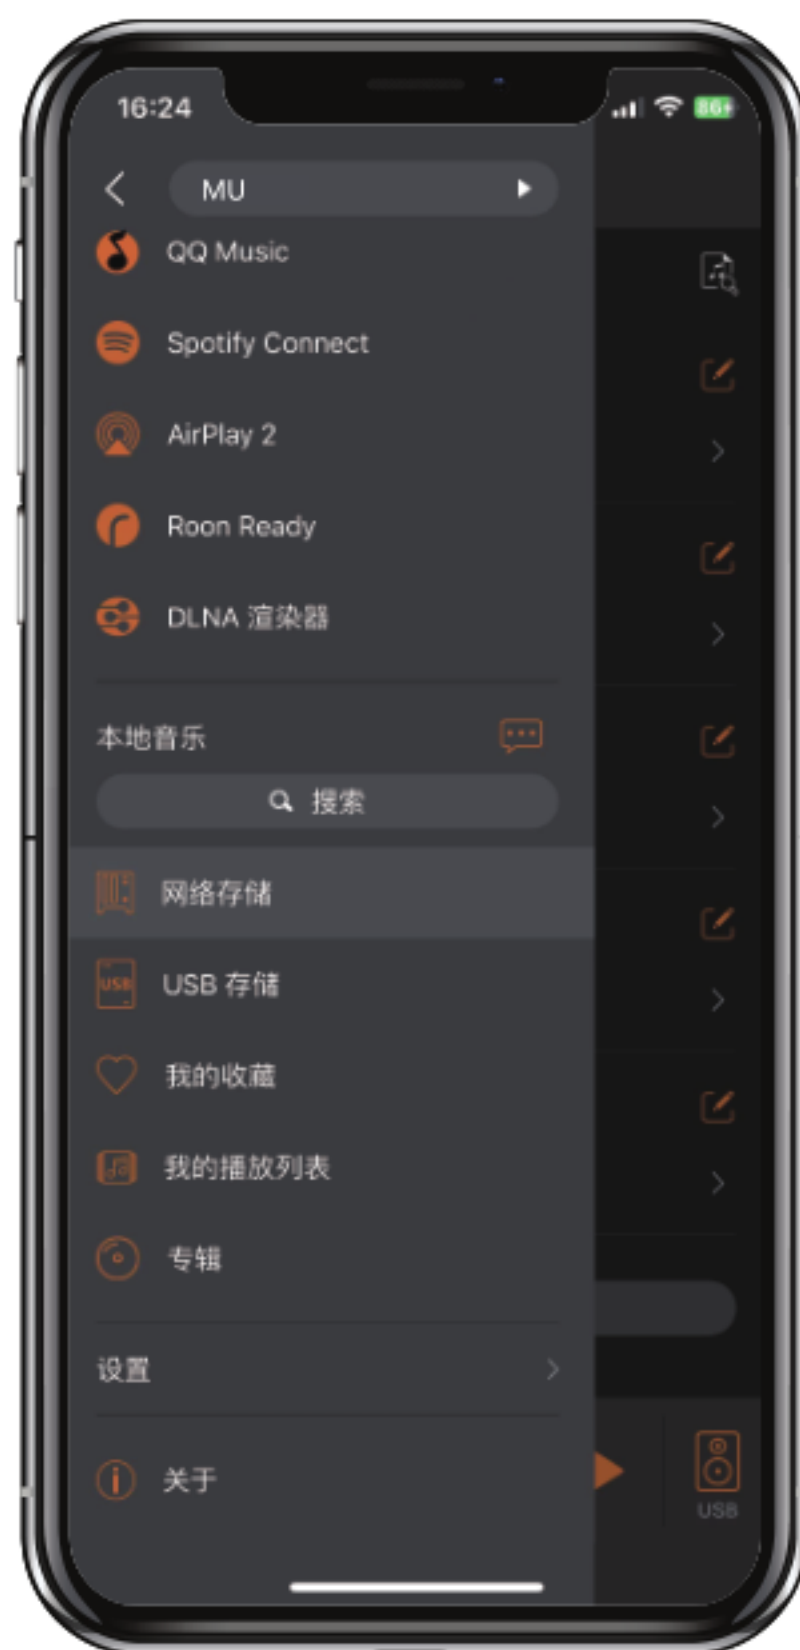 16:24
86+
MU
QQ Music
Spotify Connect
AirPlay 2
Roon Ready
DLNA 渲染器
本地音乐
搜索
网络存储
USB
USB 存储
我的收藏
我的播放列表
专辑
设置
关于
USB